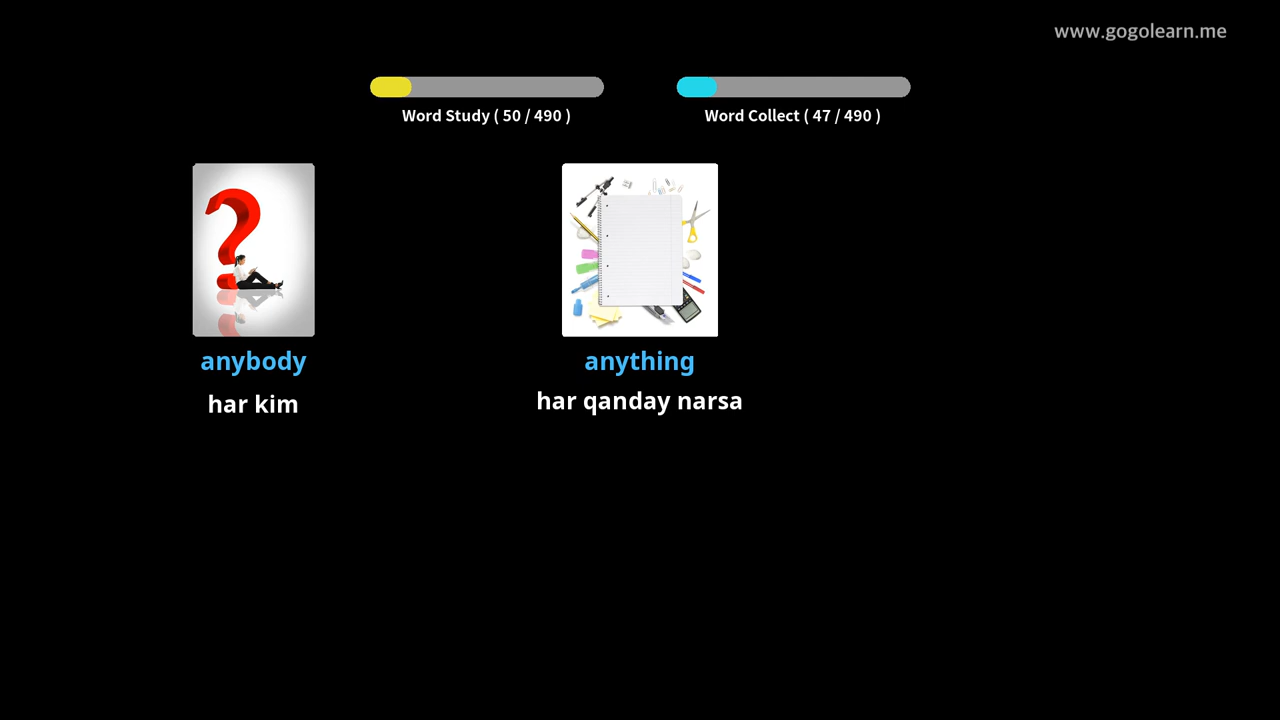 www.gogolearn.me
Word Study ( 50 / 490 )
Word Collect ( 47 / 490 )
anybody
har kim
anything
har qanday narsa